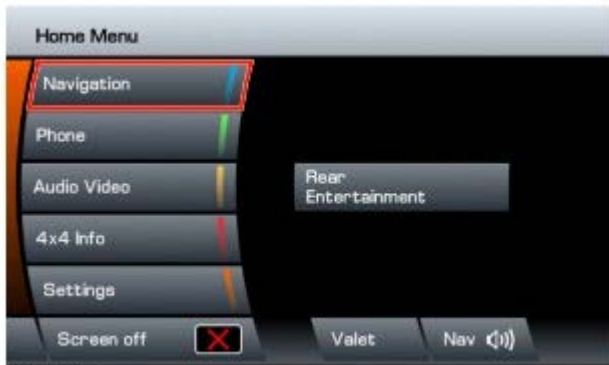 Home Menu
Navigation
Phone
Audio Video
Rear
Entertainment
4x4 Info
Settings
Screen off
Valet
Nav